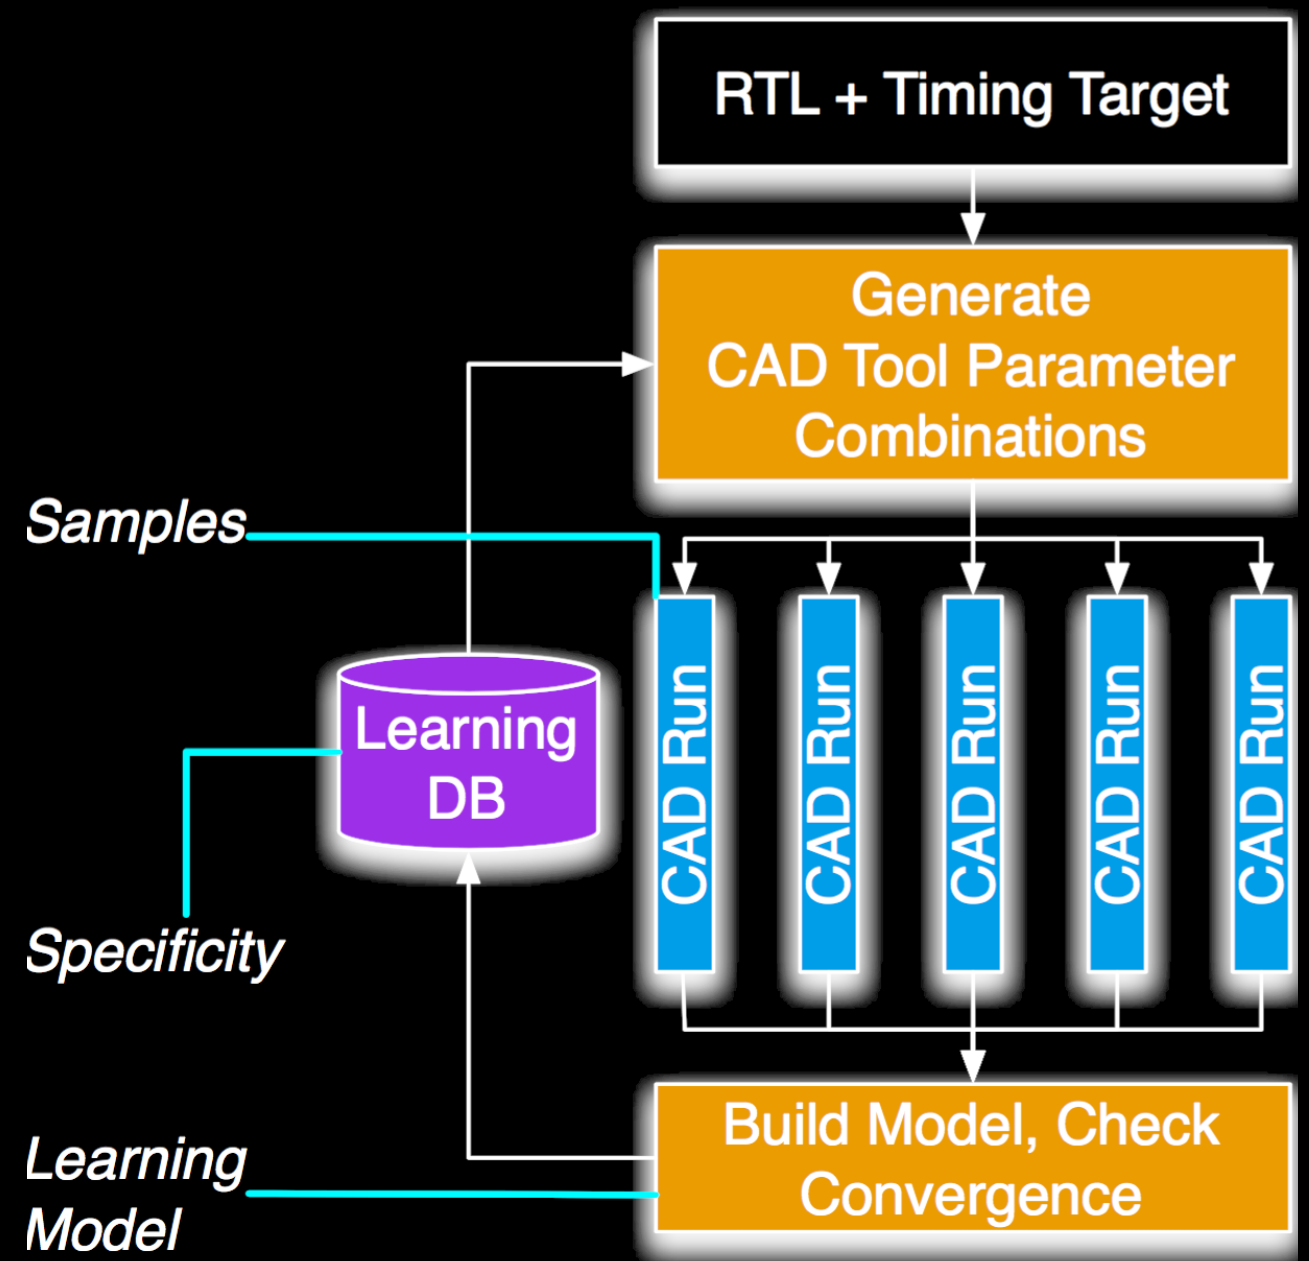 RTL + Timing Target
Generate
CAD Tool Parameter
Combinations
Samples
Learning
DB
CAD Run
CAD Run
CAD Run
CAD Run
CAD Run
Specificity
Build Model, Check
Convergence
Learning
Model